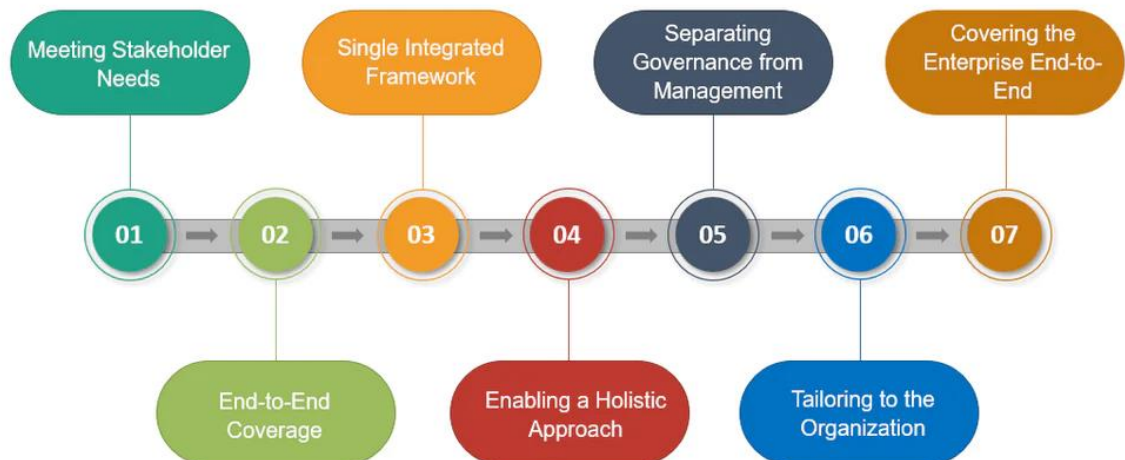 Meeting Stakeholder
Needs
Single Integrated
Framework
Separating
Governance from
Management
Covering the
Enterprise End-to-
End
01
02
03
04
05
06
07
End-to-End
Coverage
Enabling a Holistic
Approach
Tailoring to the
Organization